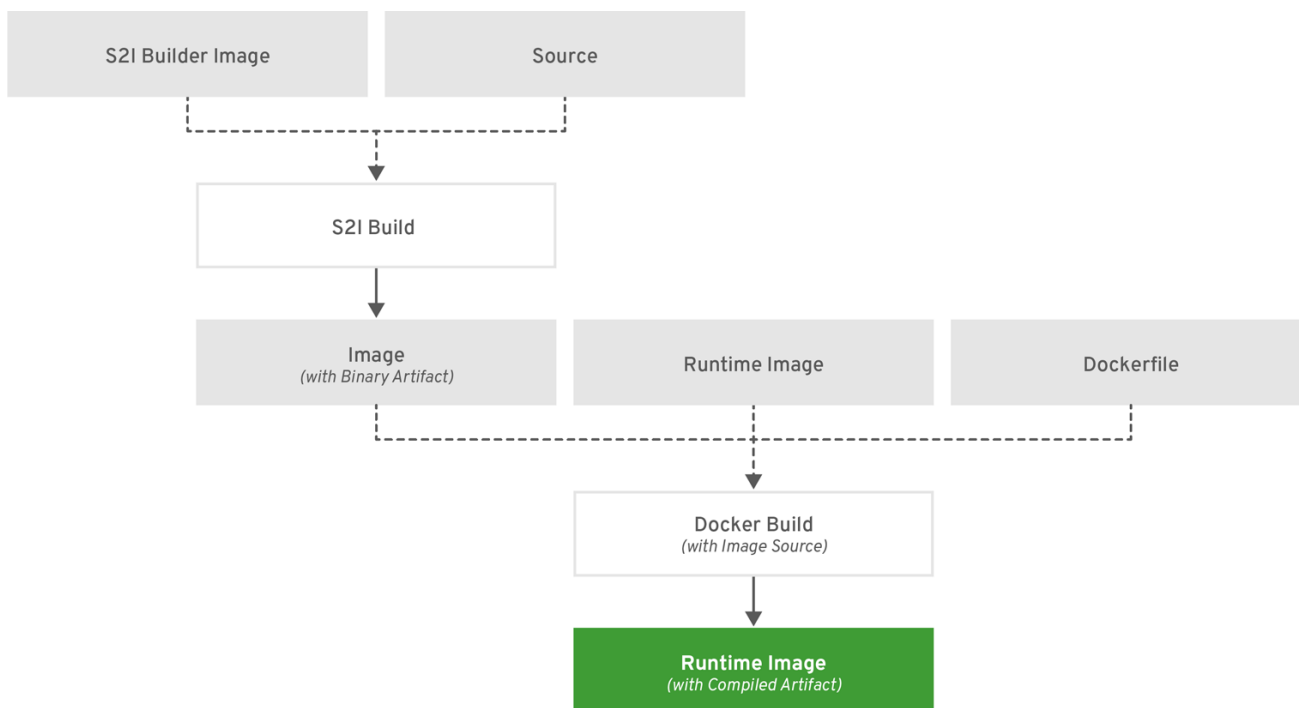 S2I Builder Image
Source
S2I Build
Image
(with Binary Artifact)
Runtime Image
Dockerfile
Docker Build
(with Image Source)
Runtime Image
(with Compiled Artifact)